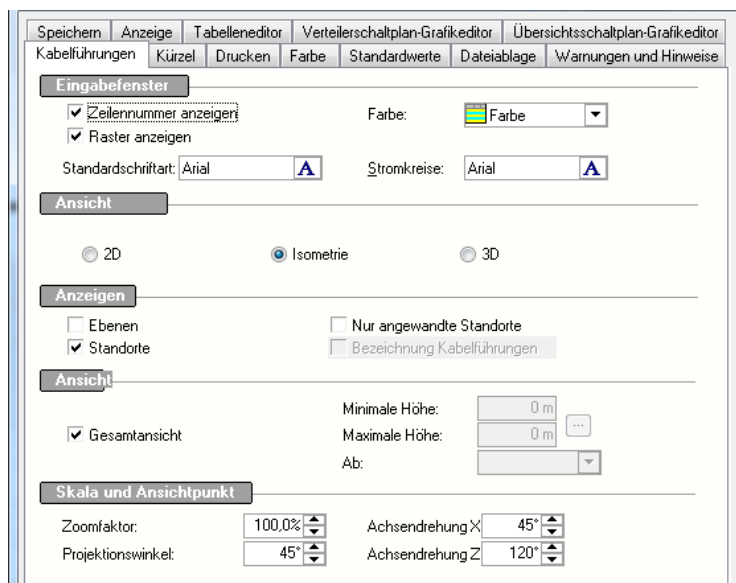 Speichern Anzeige Tabelleneditor Verteilerschaltplan-Grafikeditor Übersichtsschaltplan-Grafikeditor
Kabelführungen Kürzel Drucken Farbe Standardwerte Dateiablage Warnungen und Hinweise
Eingabefenster
Zeilennummer anzeigen Farbe: Farbe
Raster anzeigen
Standardschriftart: Arial A Stromkreise: Arial A
Ansicht
2D Isometrie 3D
Anzeigen
Ebenen Nur angewandte Standorte
Standorte Bezeichnung Kabelführungen
Ansicht
Minimale Höhe: 0 m
Gesamtansicht Maximale Höhe: 0 m ...
Ab:
Skala und Ansichtpunkt
Zoomfaktor: 100,0% Achsendrehung X 45°
Projektionswinkel: 45° Achsendrehung Z 120°